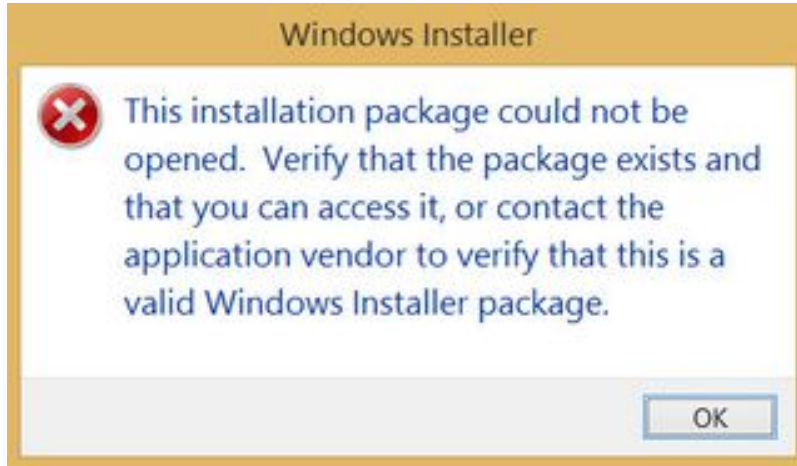 Windows Installer
This installation package could not be
opened.  Verify that the package exists and
that you can access it, or contact the
application vendor to verify that this is a
valid Windows Installer package.
OK